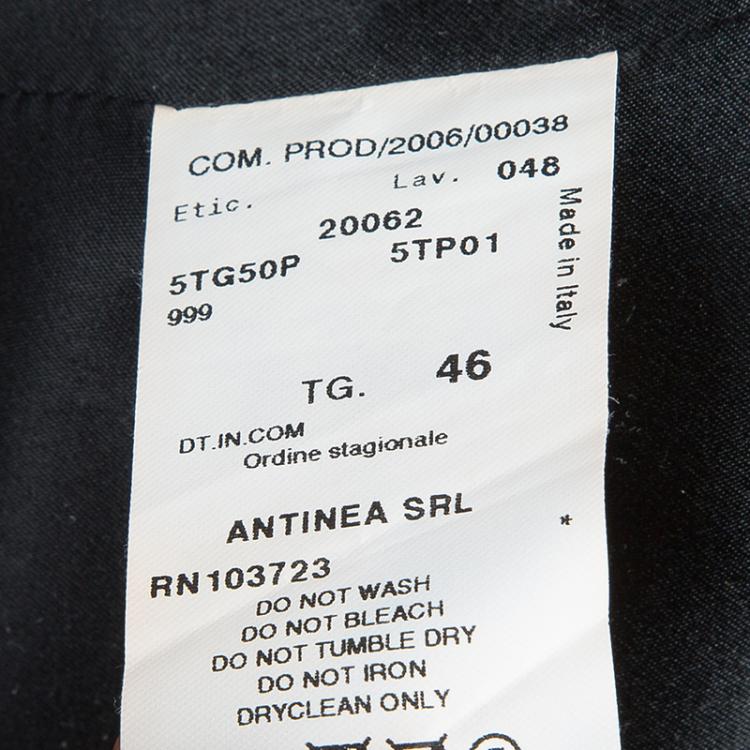 COM. PROD/2006/00038
Etic. Lav. 048
20062
5TG50P 5TP01
999
Made in Italy
TG. 46
DT.IN.COM
Ordine stagionale
ANTINEA SRL *
RN103723
DO NOT WASH
DO NOT BLEACH
DO NOT TUMBLE DRY
DO NOT IRON
DRYCLEAN ONLY